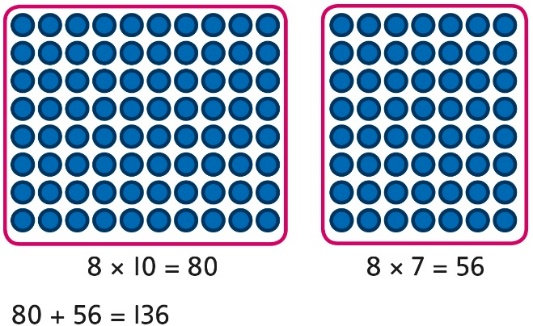 8 × 10 = 80
8 × 7 = 56
80 + 56 = 136